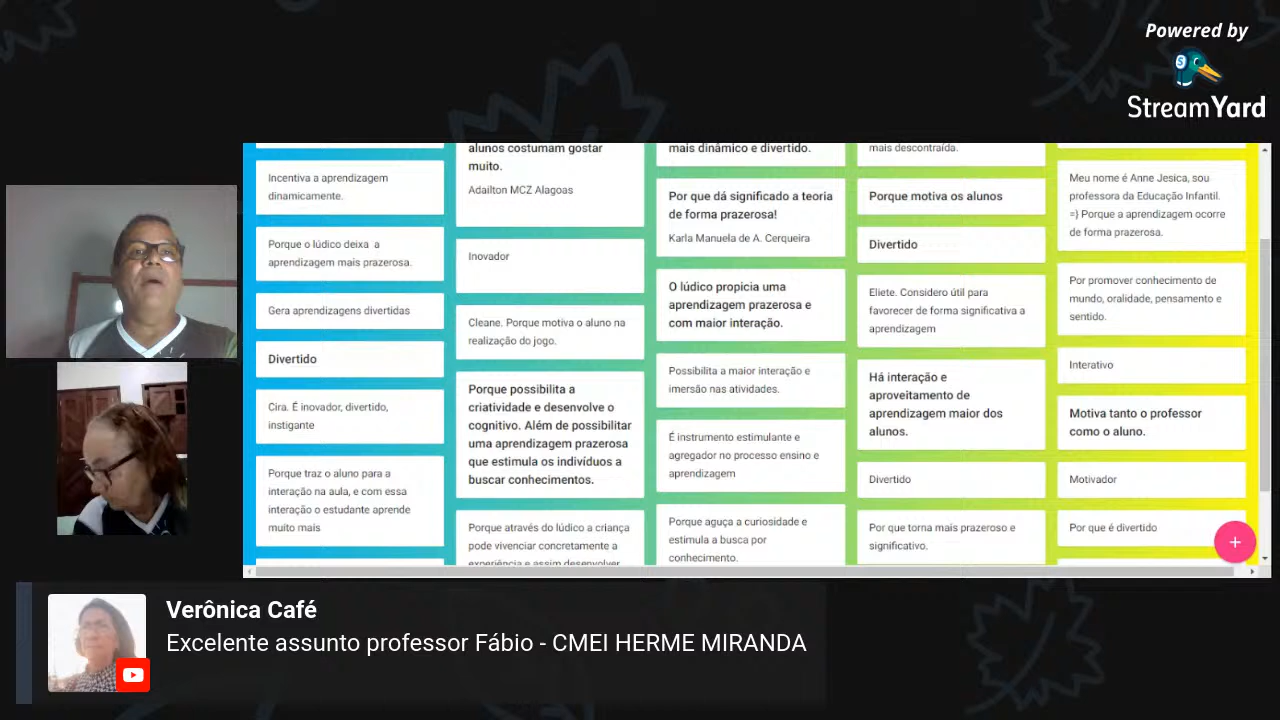 Powered by
StreamYard
Incentiva a aprendizagem
dinamicamente.
Porque o lúdico deixa a
aprendizagem mais prazerosa.
Gera aprendizagens divertidas
Divertido
Cira. É inovador, divertido,
instigante
Porque traz o aluno para a
interação na aula, e com essa
interação o estudante aprende
muito mais
alunos costumam gostar
muito.
Adailton MCZ Alagoas
Inovador
Cleane. Porque motiva o aluno na
realização do jogo.
Porque possibilita a
criatividade e desenvolve o
cognitivo. Além de possibilitar
uma aprendizagem prazerosa
que estimula os indivíduos a
buscar conhecimentos.
Porque através do lúdico a criança
pode vivenciar concretamente a
experiência e assim desenvolver
mais dinámico e divertido.
Por que dá significado a teoria
de forma prazerosa!
Karla Manuela de A. Cerqueira
O lúdico propicia uma
aprendizagem prazerosa e
com maior interação.
Possibilita a maior interação e
imersão nas atividades.
É instrumento estimulante e
agregador no processo ensino e
aprendizagem
Porque aguça a curiosidade e
estimula a busca por
conhecimento.
mais descontraída.
Porque motiva os alunos
Divertido
Eliete. Considero útil para
favorecer de forma significativa a
aprendizagem
Há interação e
aproveitamento de
aprendizagem maior dos
alunos.
Divertido
Por que torna mais prazeroso e
significativo.
Meu nome é Anne Jesica, sou
professora da Educação Infantil.
=) Porque a aprendizagem ocorre
de forma prazerosa.
Por promover conhecimento de
mundo, oralidade, pensamento e
sentido.
Interativo
Motiva tanto o professor
como o aluno.
Motivador
Por que é divertido
Verônica Café
Excelente assunto professor Fábio - CMEI HERME MIRANDA